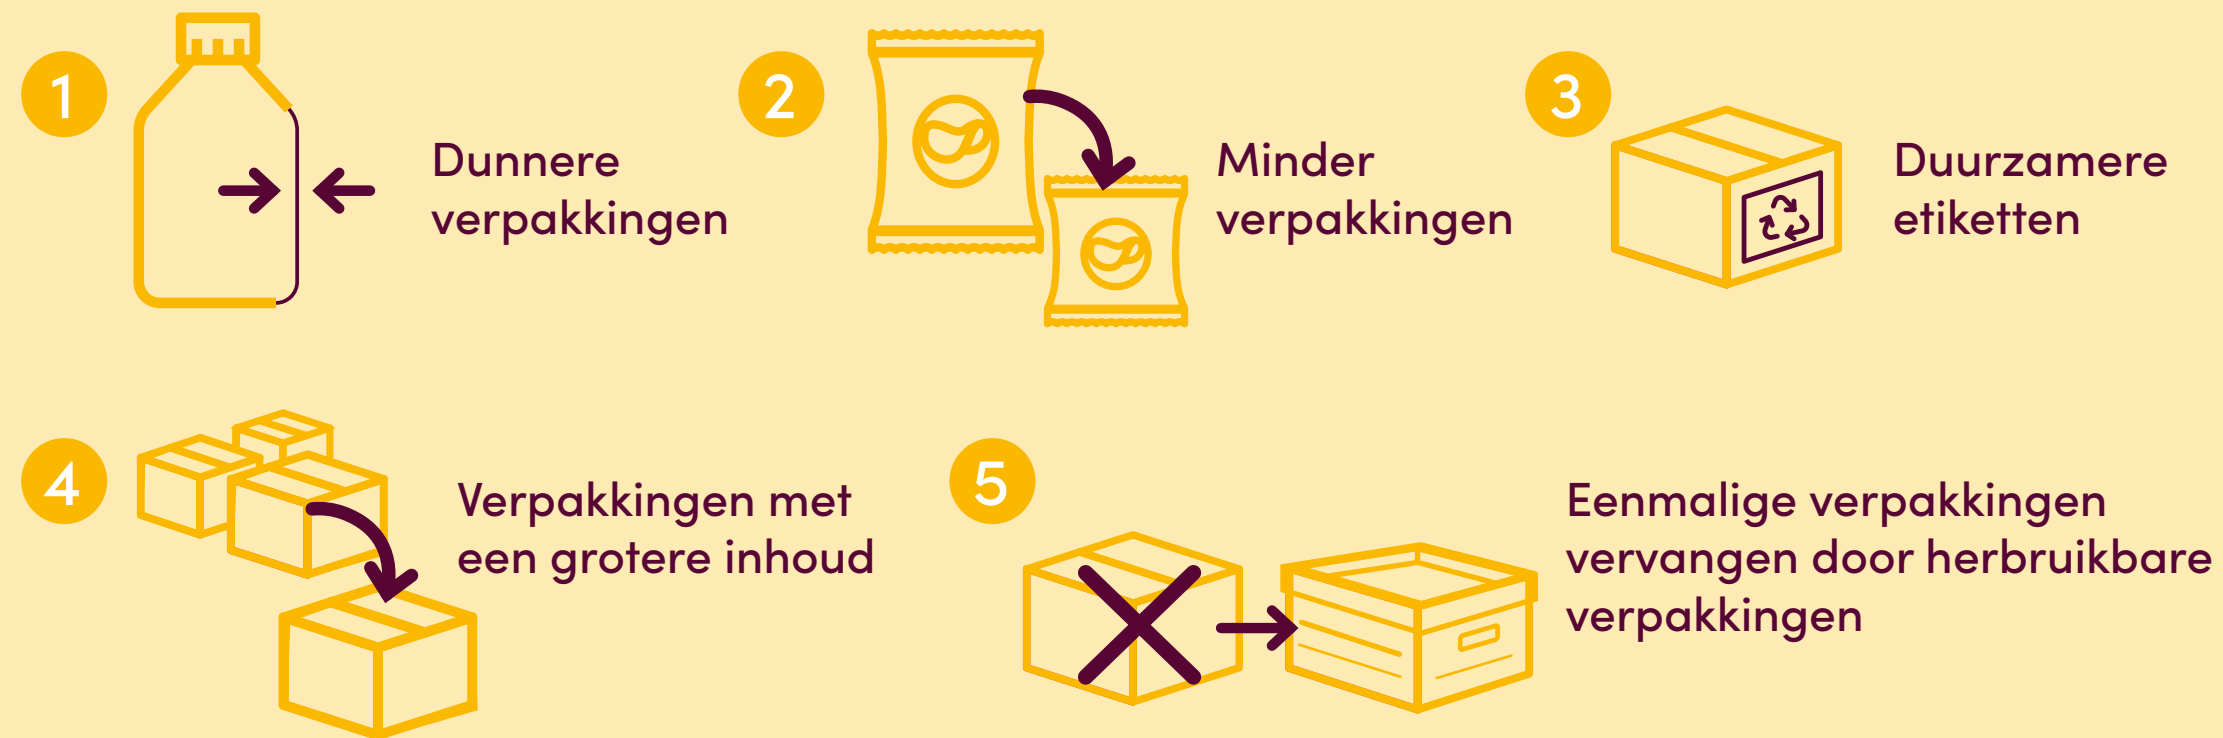 1
Dunnere
verpakkingen
2
Minder
verpakkingen
3
Duurzamere
etiketten
4
Verpakkingen met
een grotere inhoud
5
Eenmalige verpakkingen
vervangen door herbruikbare
verpakkingen